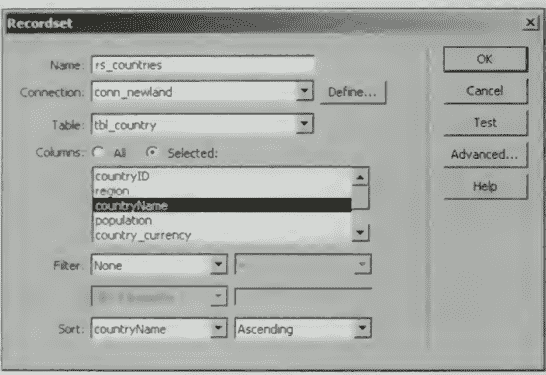 Recordset
Name: rs_countries
OK
Connection: conn_newland Define...
Cancel
Table: tbl_country
Test
Columns: All Selected:
Advanced...
countryID
region
Help
countryName
population
country_currency
Filter: None =
Sort: countryName Ascending